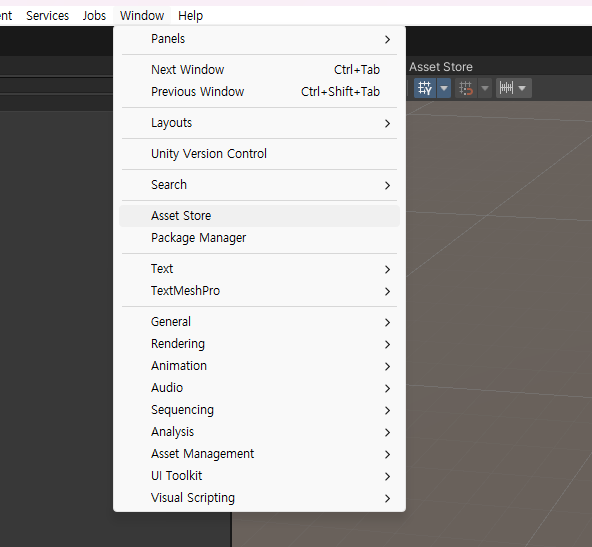 nt Services Jobs Window Help
Panels
Asset Store
Next Window Ctrl+Tab
Previous Window Ctrl+Shift+Tab
Layouts
Unity Version Control
Search
Asset Store
Package Manager
Text
TextMeshPro
General
Rendering
Animation
Audio
Sequencing
Analysis
Asset Management
UI Toolkit
Visual Scripting